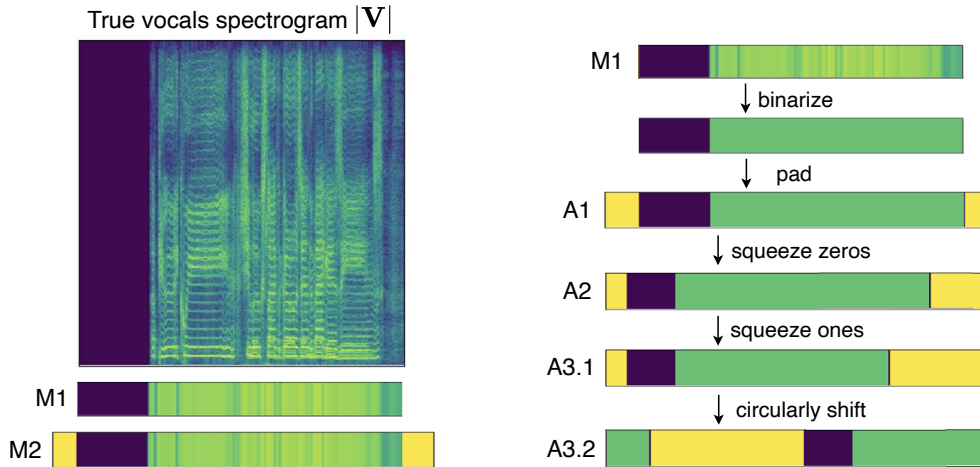 True vocals spectrogram |V|
M1
M2
M1
binarize
pad
A1
squeeze zeros
A2
squeeze ones
A3.1
circularly shift
A3.2